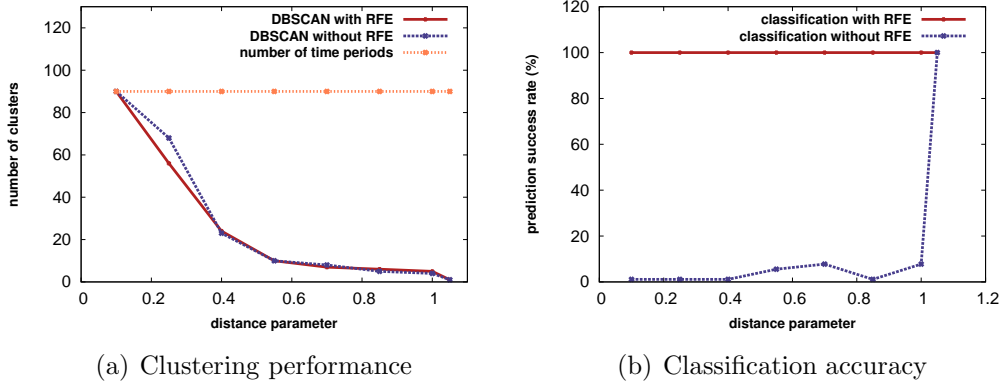 DBSCAN with RFE
DBSCAN without RFE
number of time periods
number of clusters
120
100
80
60
40
20
0
0 0.2 0.4 0.6 0.8 1
distance parameter
(a) Clustering performance
classification with RFE
classification without RFE
prediction success rate (%)
120
100
80
60
40
20
0
0 0.2 0.4 0.6 0.8 1 1.2
distance parameter
(b) Classification accuracy